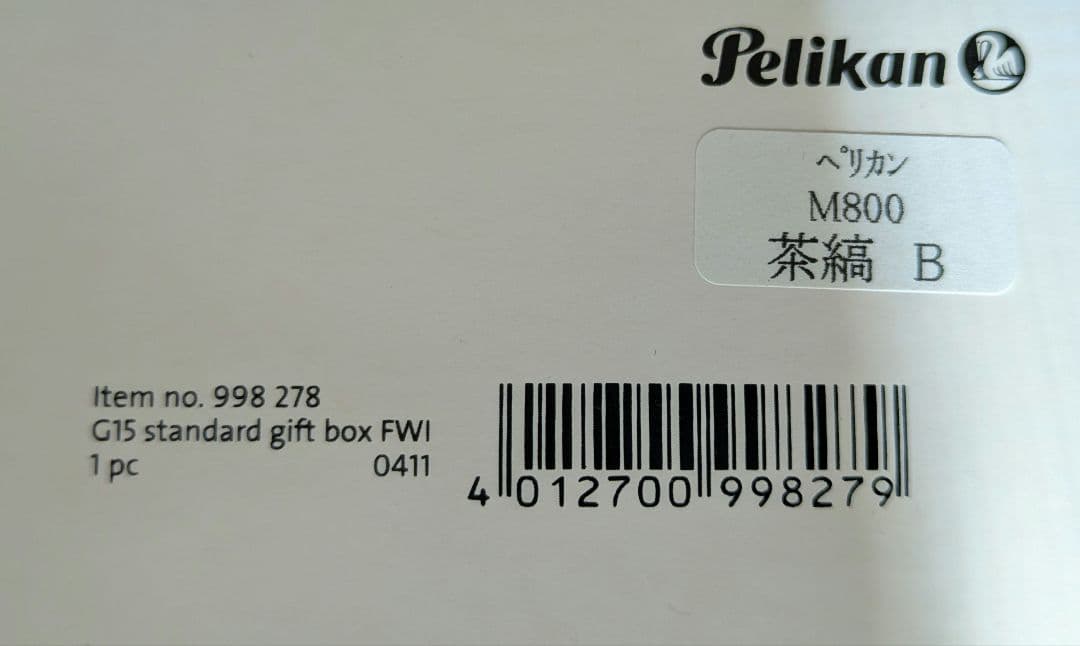 Pelikan
ペリカン
M800
茶縞 B
Item no. 998 278
G15 standard gift box FWI
1 pc 0411
4 012700 998279